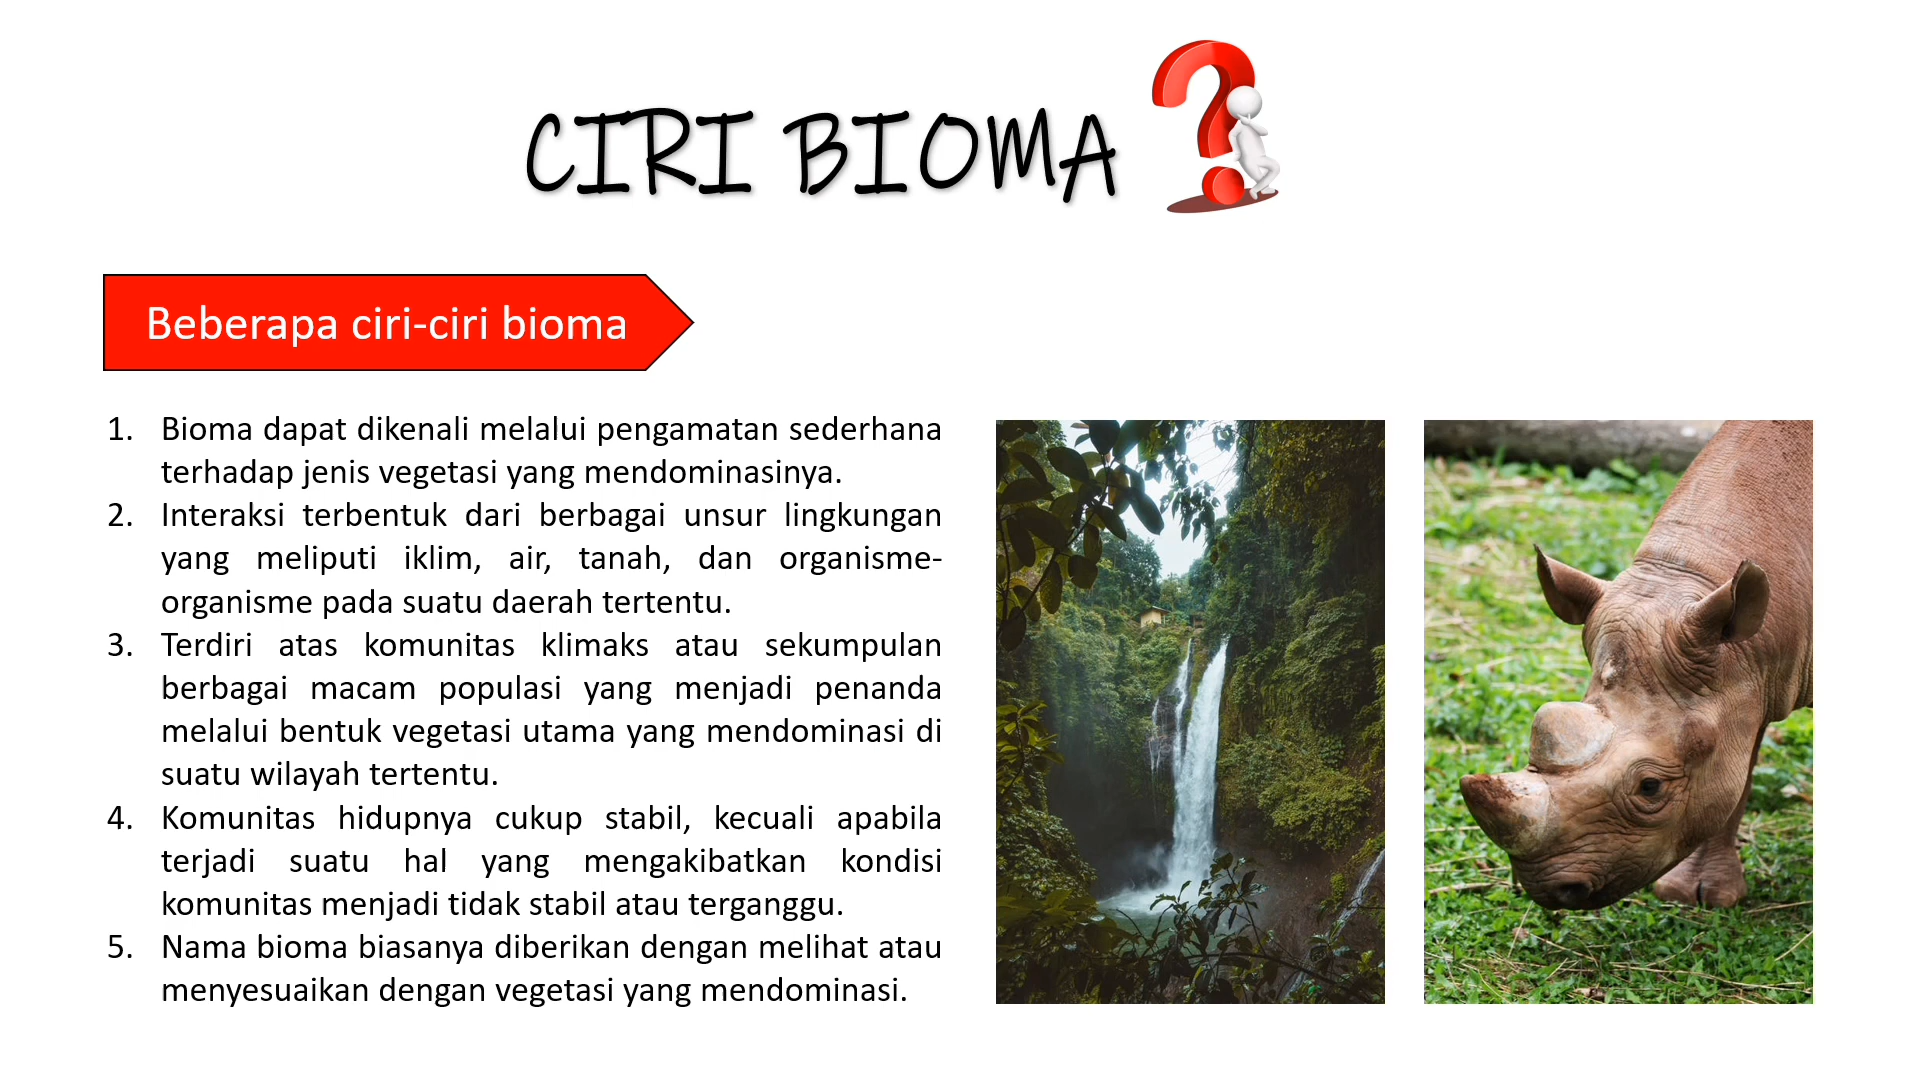 CIRI BIOMA
Beberapa ciri-ciri bioma
1. Bioma dapat dikenali melalui pengamatan sederhana
terhadap jenis vegetasi yang mendominasinya.
2. Interaksi terbentuk dari berbagai unsur lingkungan
yang meliputi iklim, air, tanah, dan organisme-
organisme pada suatu daerah tertentu.
3. Terdiri atas komunitas klimaks atau sekumpulan
berbagai macam populasi yang menjadi penanda
melalui bentuk vegetasi utama yang mendominasi di
suatu wilayah tertentu.
4. Komunitas hidupnya cukup stabil, kecuali apabila
terjadi suatu hal yang mengakibatkan kondisi
komunitas menjadi tidak stabil atau terganggu.
5. Nama bioma biasanya diberikan dengan melihat atau
menyesuaikan dengan vegetasi yang mendominasi.